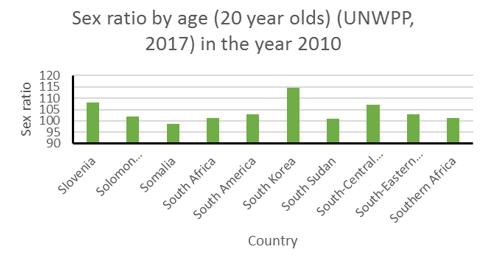 Sex ratio by age (20 year olds) (UNWPP,
2017) in the year 2010
Sex ratio
120
115
110
105
100
95
90
Slovenia
Solomon...
Somalia
South Africa
South America
South Korea
South Sudan
South-Central...
South-Eastern...
Southern Africa
Country